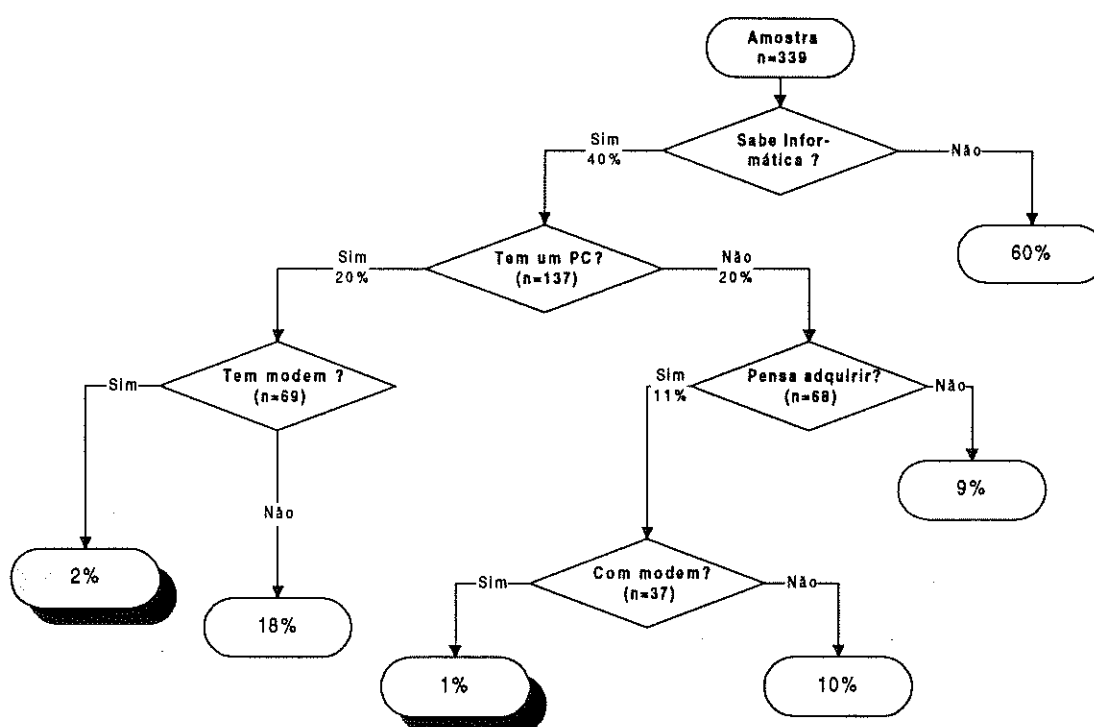 Amostra
n=339
Sabe Infor-
mática ?
Sim
40%
Não
60%
Tem um PC?
(n=137)
Sim
20%
Não
20%
Tem modem ?
(n=69)
Sim
Não
2%
18%
Pensa adquirir?
(n=68)
Sim
11%
Não
9%
Com modem?
(n=37)
Sim
Não
1%
10%